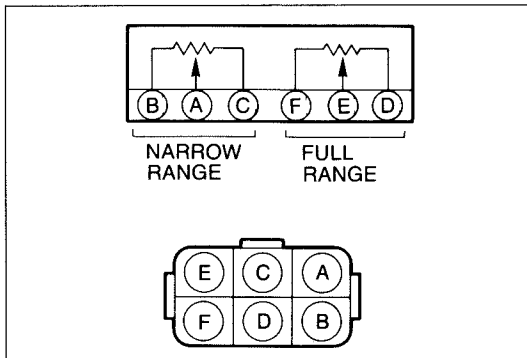 B A C F E D
NARROW RANGE
FULL RANGE
E C A
F D B